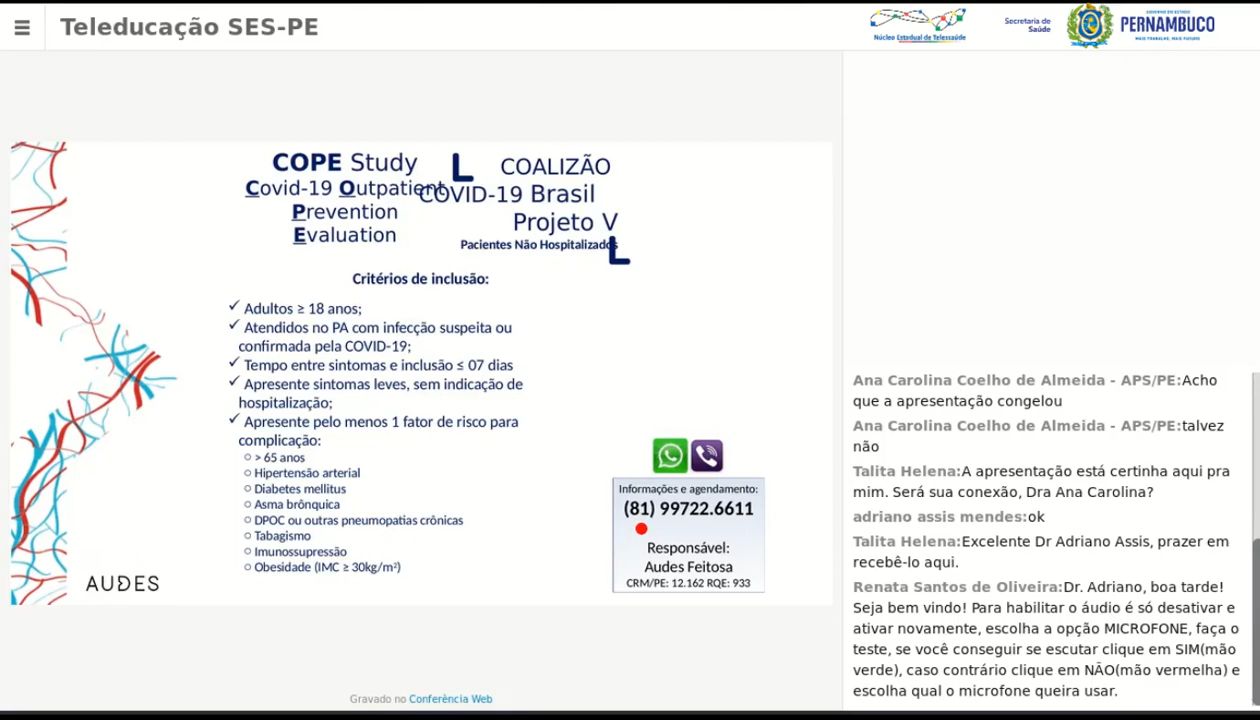 Teleducação SES-PE
Núcleo Estadual de Telessaúde
Secretaria de
Saúde
GOVERNO DO ESTADO
PERNAMBUCO
MAIS TRABALHO, MAIS FUTURO
COPE Study
Covid-19 Outpatient
Prevention
Evaluation
L
COALIZÃO
COVID-19 Brasil
Projeto V
Pacientes Não Hospitalizados
L
Critérios de inclusão:
✓ Adultos ≥ 18 anos;
✓ Atendidos no PA com infecção suspeita ou
confirmada pela COVID-19;
✓ Tempo entre sintomas e inclusão ≤ 07 dias
✓ Apresente sintomas leves, sem indicação de
hospitalização;
✓ Apresente pelo menos 1 fator de risco para
complicação:
○ > 65 anos
○ Hipertensão arterial
○ Diabetes mellitus
○ Asma brônquica
○ DPOC ou outras pneumopatias crônicas
○ Tabagismo
○ Imunossupressão
○ Obesidade (IMC ≥ 30kg/m²)
AUDES
Informações e agendamento:
(81) 99722.6611
Responsável:
Audes Feitosa
CRM/PE: 12.162 RQE: 933
Gravado no Conferência Web
Ana Carolina Coelho de Almeida - APS/PE:Acho
que a apresentação congelou
Ana Carolina Coelho de Almeida - APS/PE:talvez
não
Talita Helena:A apresentação está certinha aqui pra
mim. Será sua conexão, Dra Ana Carolina?
adriano assis mendes:ok
Talita Helena:Excelente Dr Adriano Assis, prazer em
recebê-lo aqui.
Renata Santos de Oliveira:Dr. Adriano, boa tarde!
Seja bem vindo! Para habilitar o áudio é só desativar e
ativar novamente, escolha a opção MICROFONE, faça o
teste, se você conseguir se escutar clique em SIM(mão
verde), caso contrário clique em NÃO(mão vermelha) e
escolha qual o microfone queira usar.